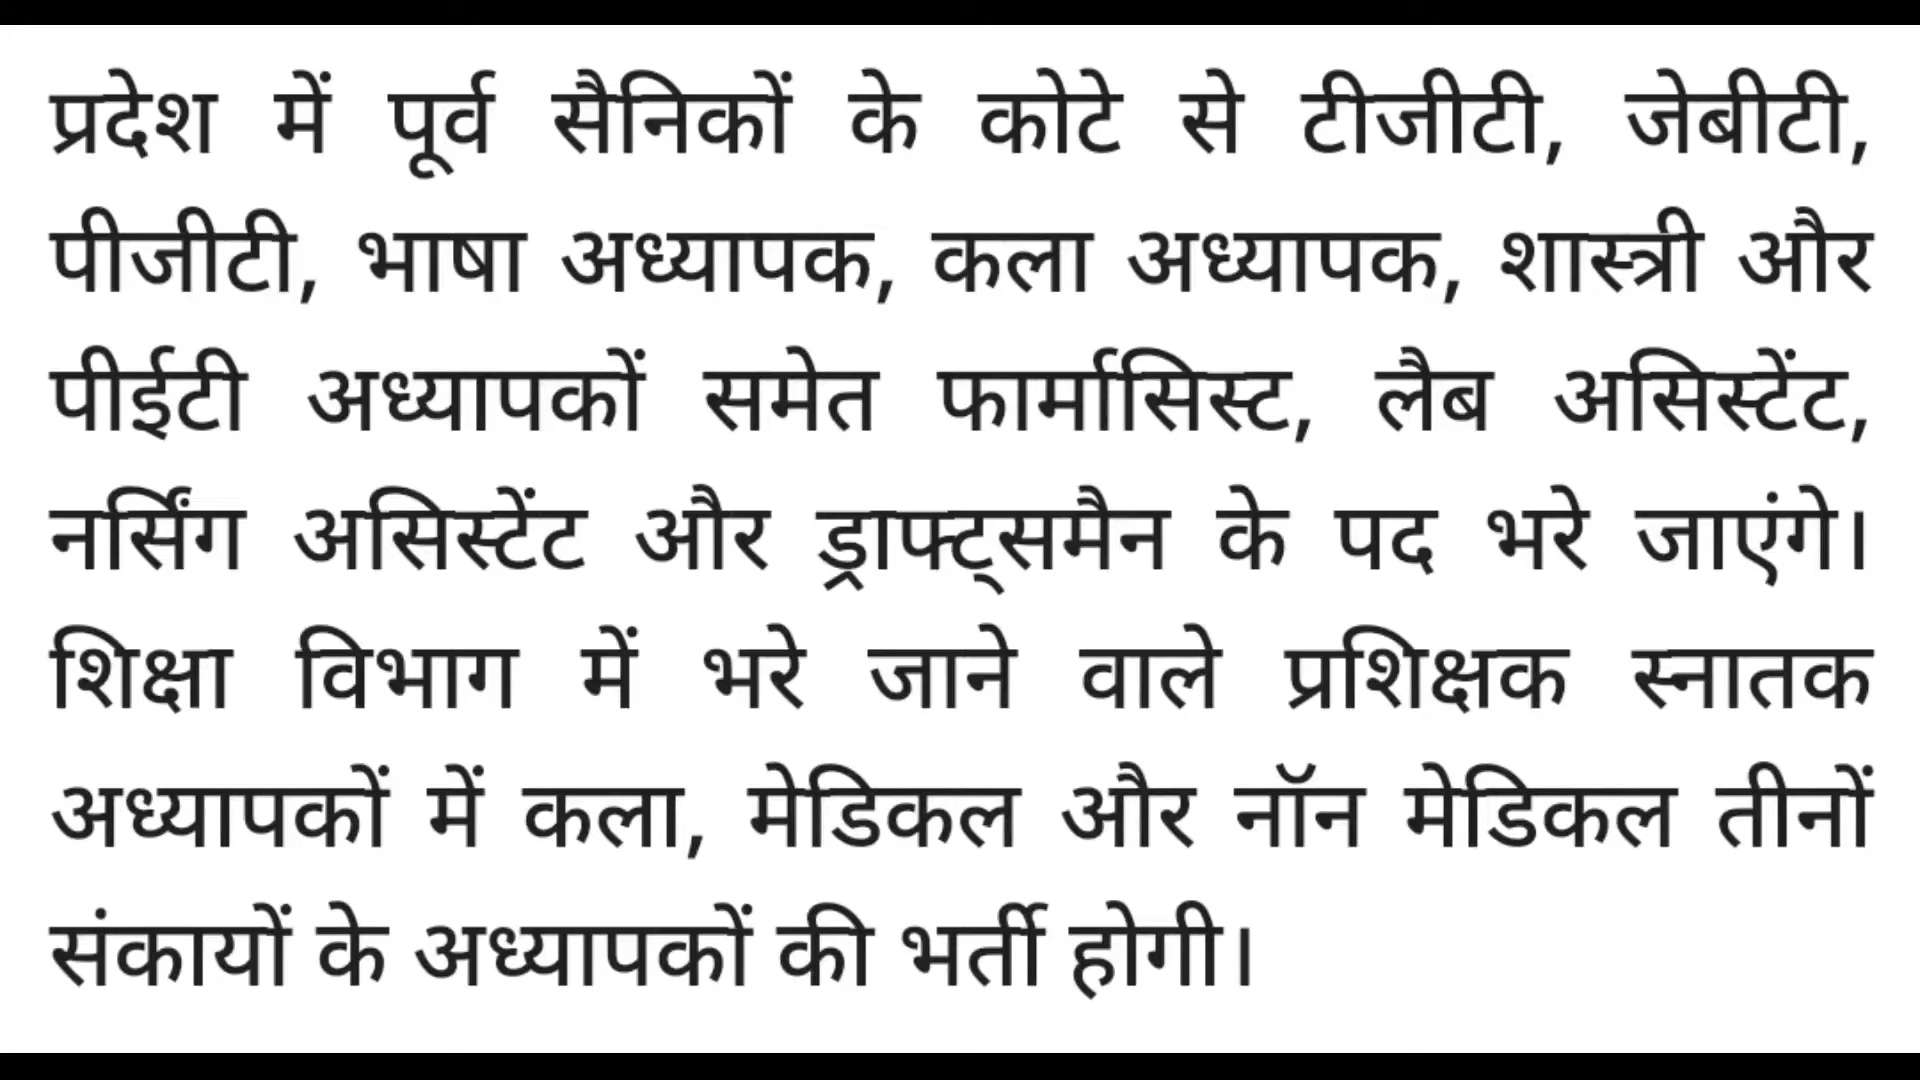 प्रदेश में पूर्व सैनिकों के कोटे से टीजीटी, जेबीटी,
पीजीटी, भाषा अध्यापक, कला अध्यापक, शास्त्री और
पीईटी अध्यापकों समेत फार्मासिस्ट, लैब असिस्टेंट,
नर्सिंग असिस्टेंट और ड्राफ्ट्समैन के पद भरे जाएंगे।
शिक्षा विभाग में भरे जाने वाले प्रशिक्षक स्नातक
अध्यापकों में कला, मेडिकल और नॉन मेडिकल तीनों
संकायों के अध्यापकों की भर्ती होगी।